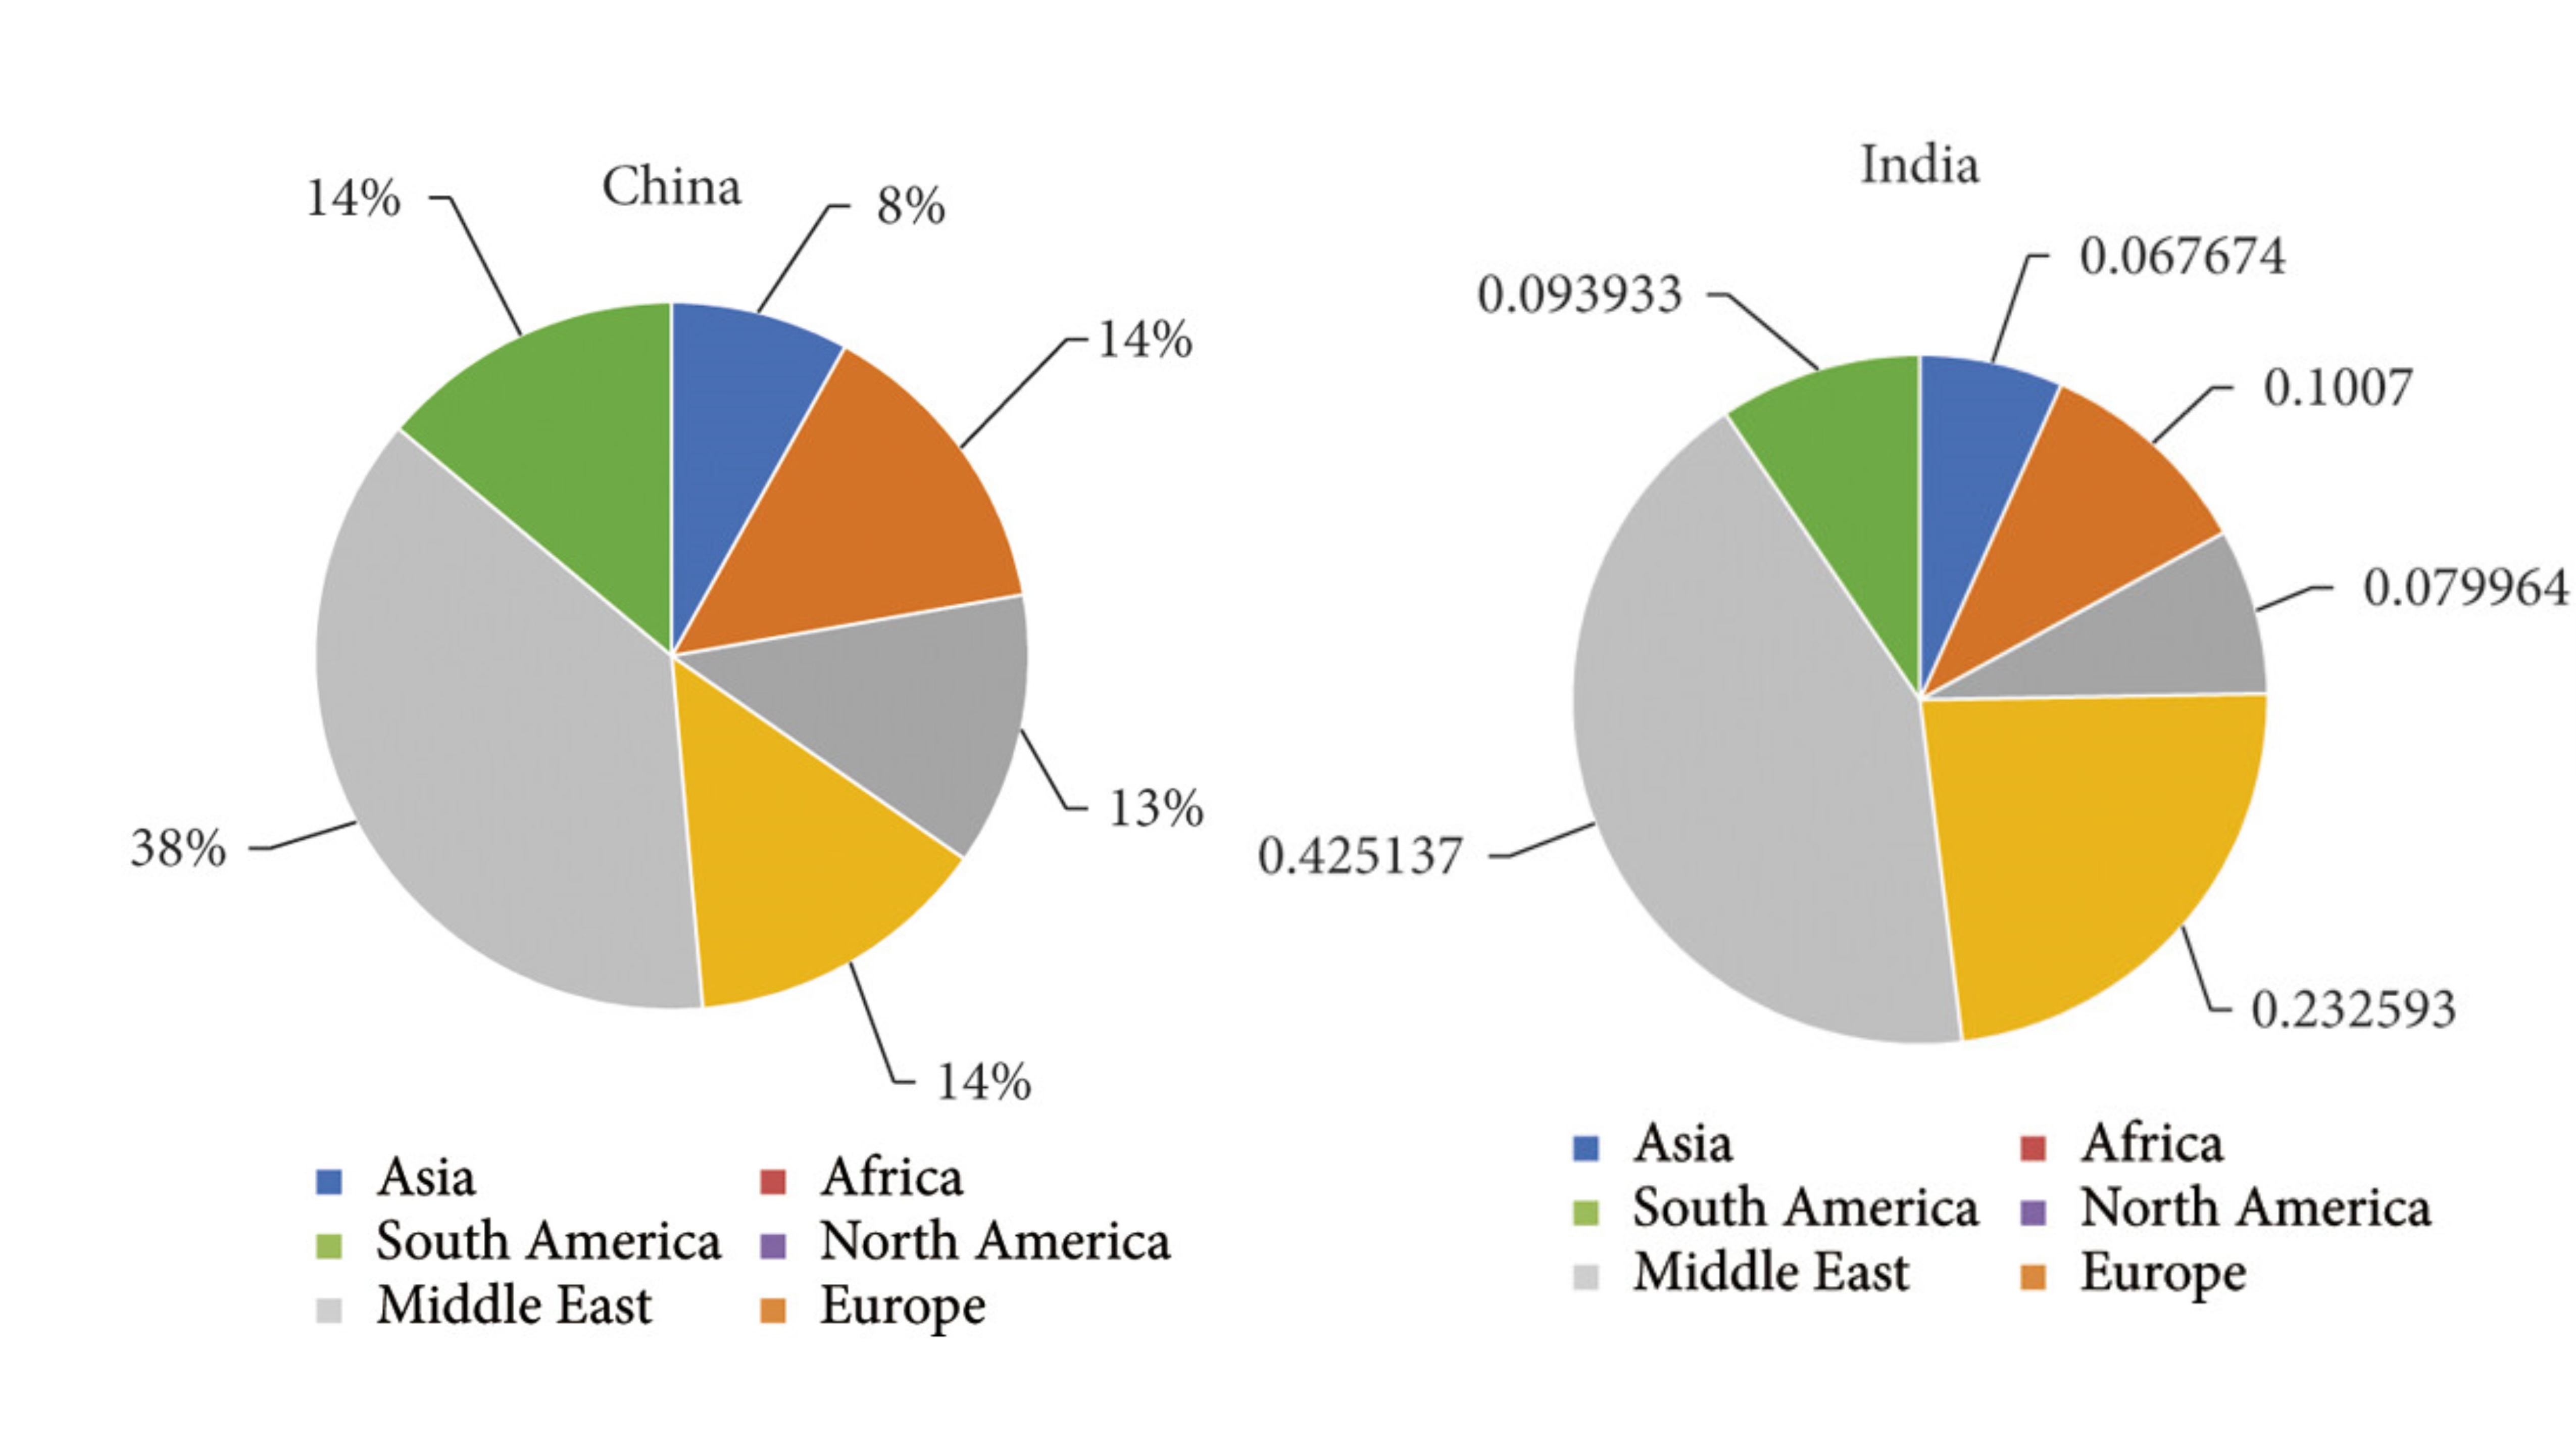 China
14%
8%
14%
13%
38%
14%
Asia
Africa
South America
North America
Middle East
Europe
India
0.067674
0.093933
0.1007
0.079964
0.425137
0.232593
Asia
Africa
South America
North America
Middle East
Europe